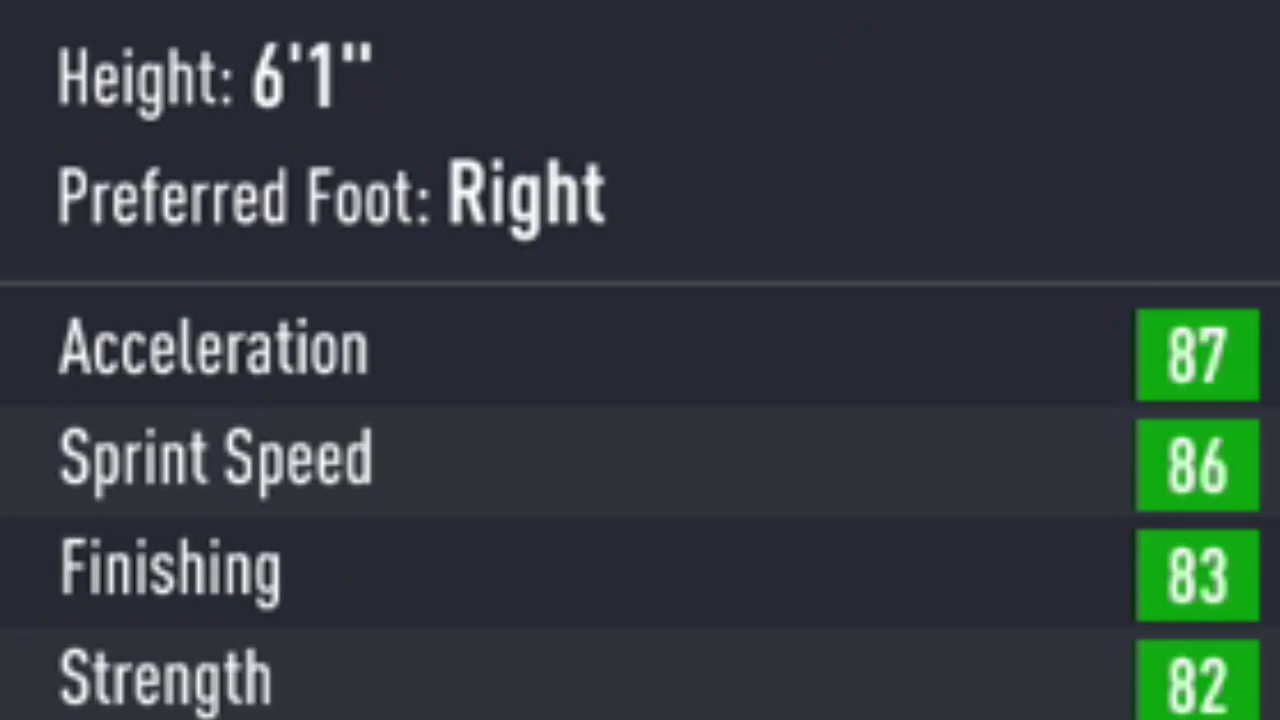 Height: 6'1"
Preferred Foot: Right
Acceleration 87
Sprint Speed 86
Finishing 83
Strength 82